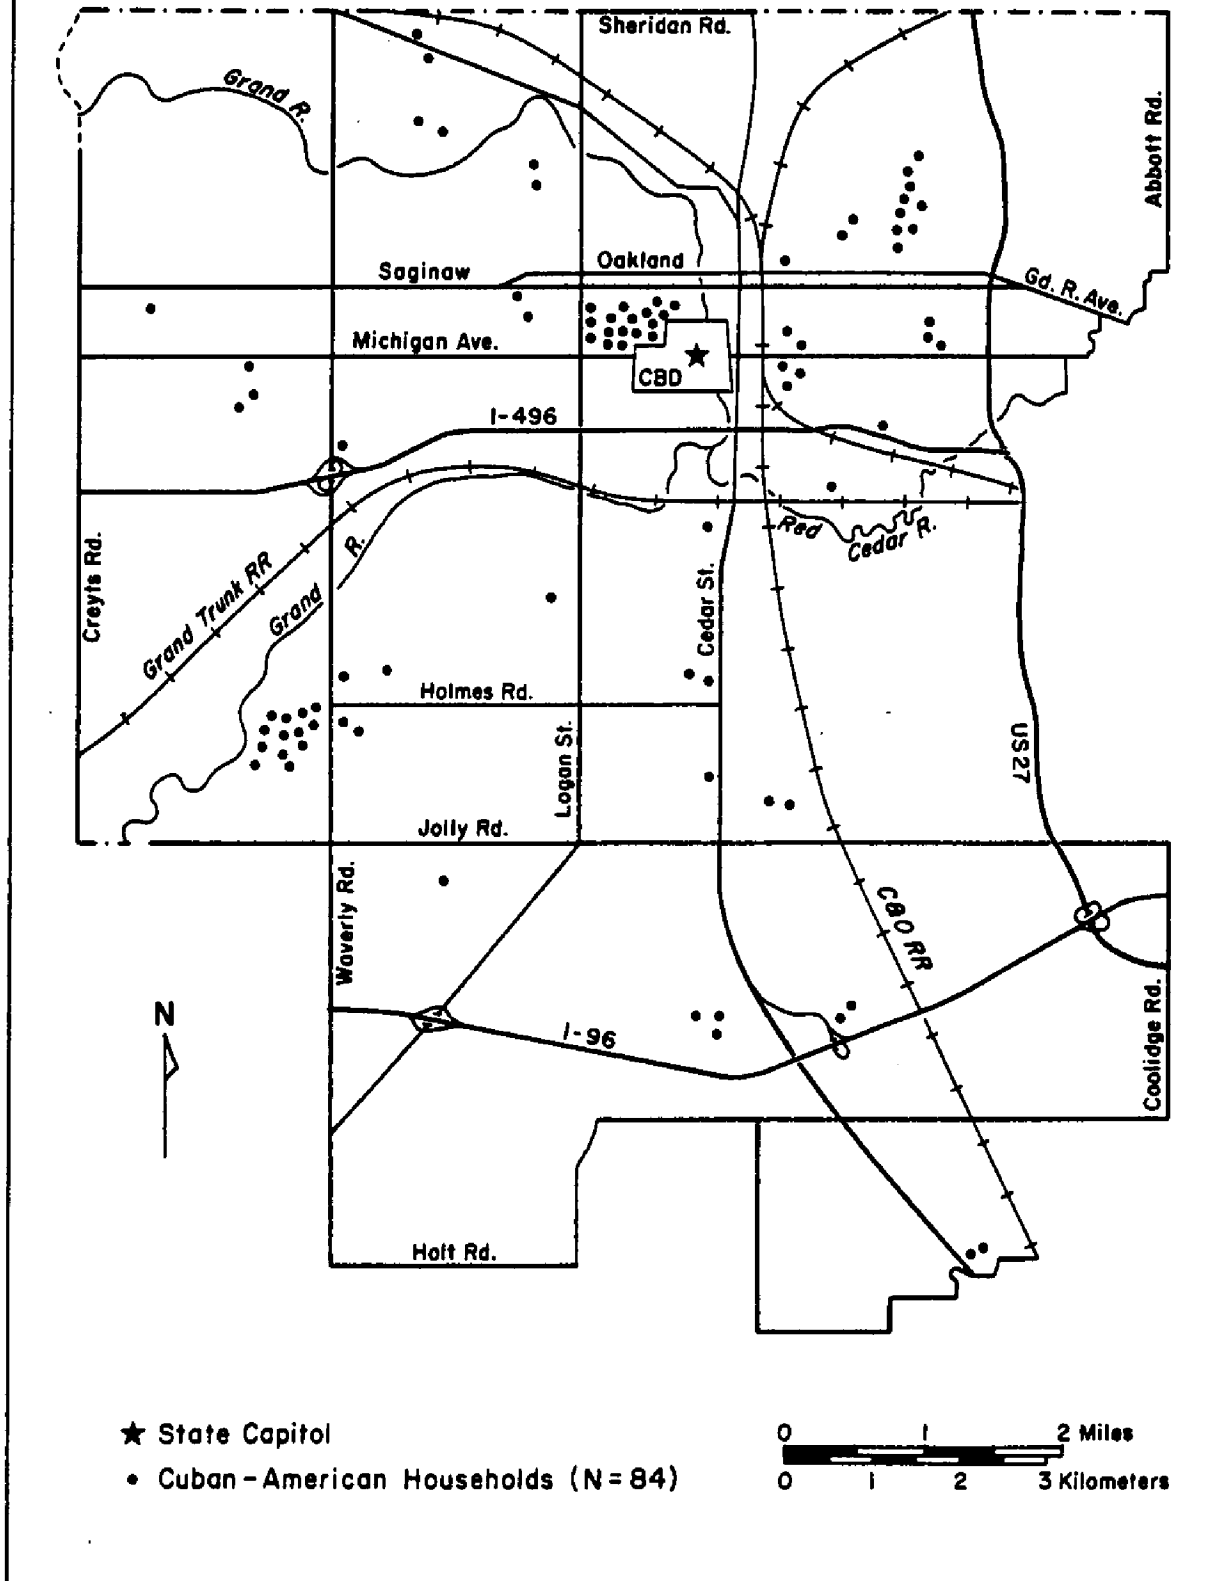 Sheridan Rd.
Grand R.
Abbott Rd.
Oakland
Saginaw
Gd. R. Ave.
Michigan Ave.
CBD
I-496
Red
Cedar R.
Creyts Rd.
Grand Trunk RR
Grand
R.
Cedar St.
Holmes Rd.
Logan St.
US27
Jolly Rd.
Waverly Rd.
C&O RR
N
I-96
Coolidge Rd.
Holt Rd.
State Capitol
Cuban-American Households (N=84)
0 1 2 Miles
0 1 2 3 Kilometers